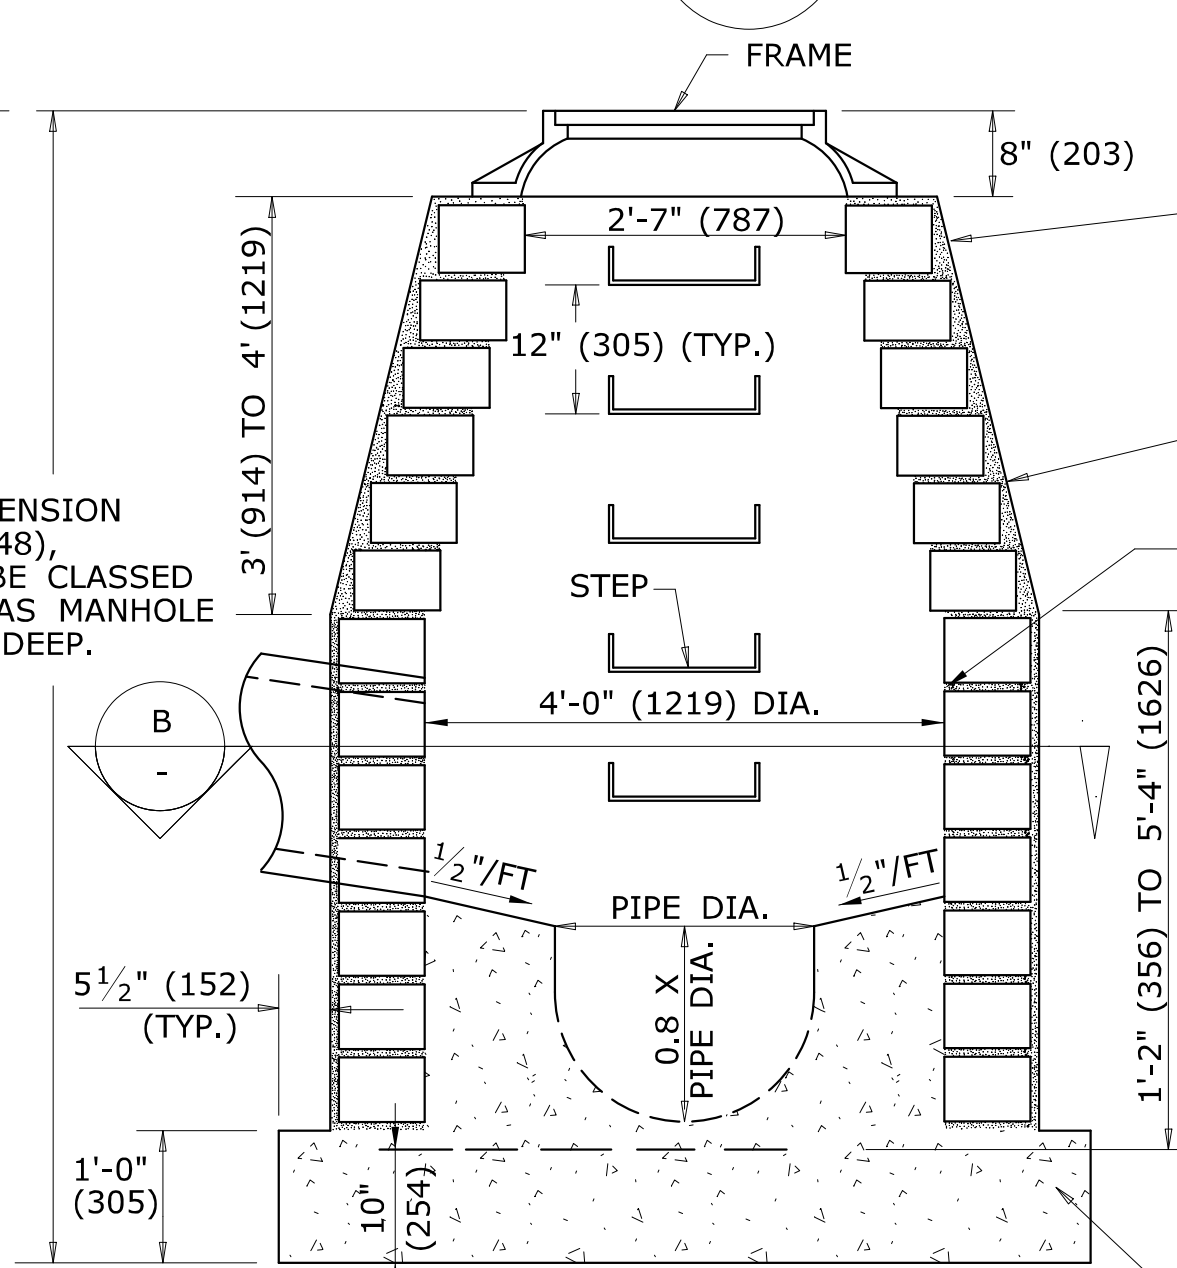 FRAME
8" (203)
2'-7" (787)
3' (914) TO 4' (1219)
12" (305) (TYP.)
ENSION
48),
BE CLASSED
AS MANHOLE
DEEP.
STEP
4'-0" (1219) DIA.
B
-
1'-2" (356) TO 5'-4" (1626)
1/2"/FT
1/2"/FT
PIPE DIA.
0.8 X
PIPE DIA.
5 1/2" (152)
(TYP.)
1'-0"
(305)
10"
(254)